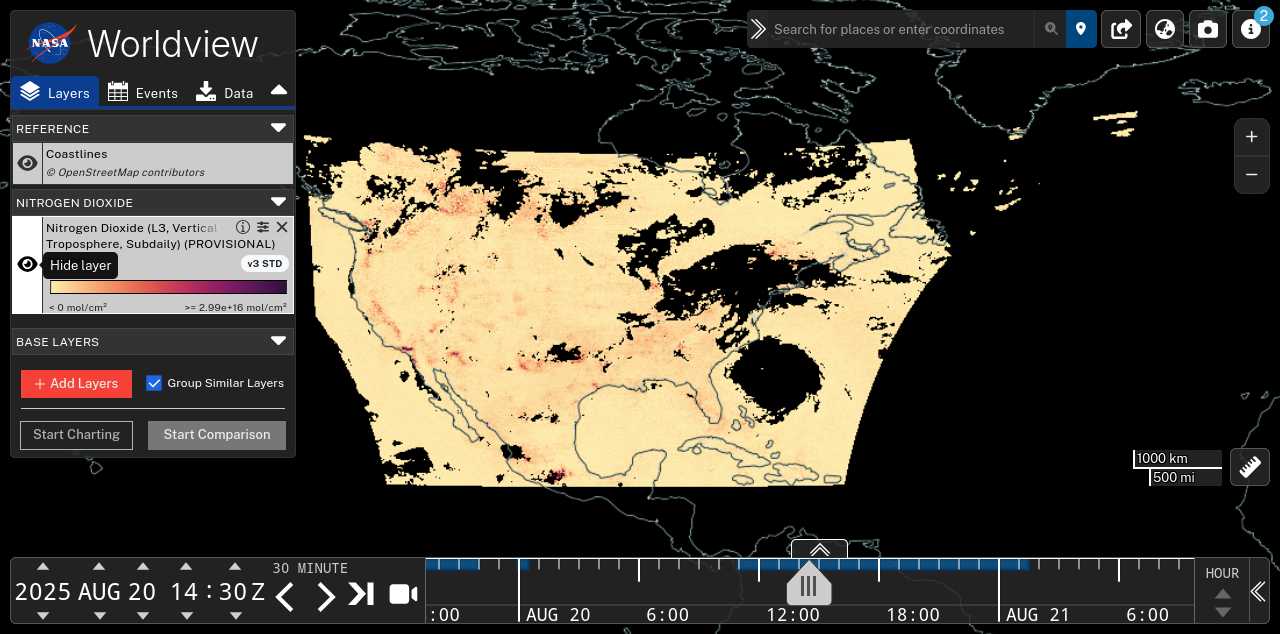 NASA Worldview
Search for places or enter coordinates
2
Layers Events Data
REFERENCE
Coastlines
© OpenStreetMap contributors
NITROGEN DIOXIDE
Nitrogen Dioxide (L3, Vertical
Troposphere, Subdaily) (PROVISIONAL)
Hide layer
v3 STD
< 0 mol/cm²
>= 2.99e+16 mol/cm²
BASE LAYERS
+ Add Layers
Group Similar Layers
Start Charting
Start Comparison
+
−
1000 km
500 mi
2025 AUG 20 14 : 30 Z
30 MINUTE
:00 AUG 20 6:00 12:00 18:00 AUG 21 6:00
HOUR